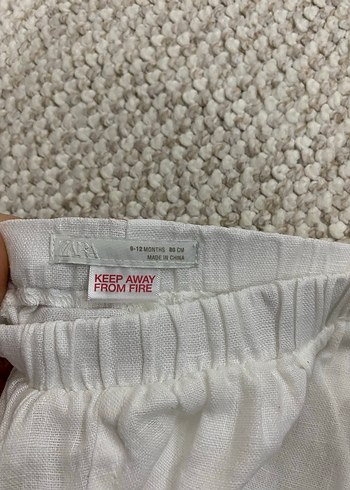 ZARA
9-12 MONTHS 80 CM
MADE IN CHINA
KEEP AWAY
FROM FIRE